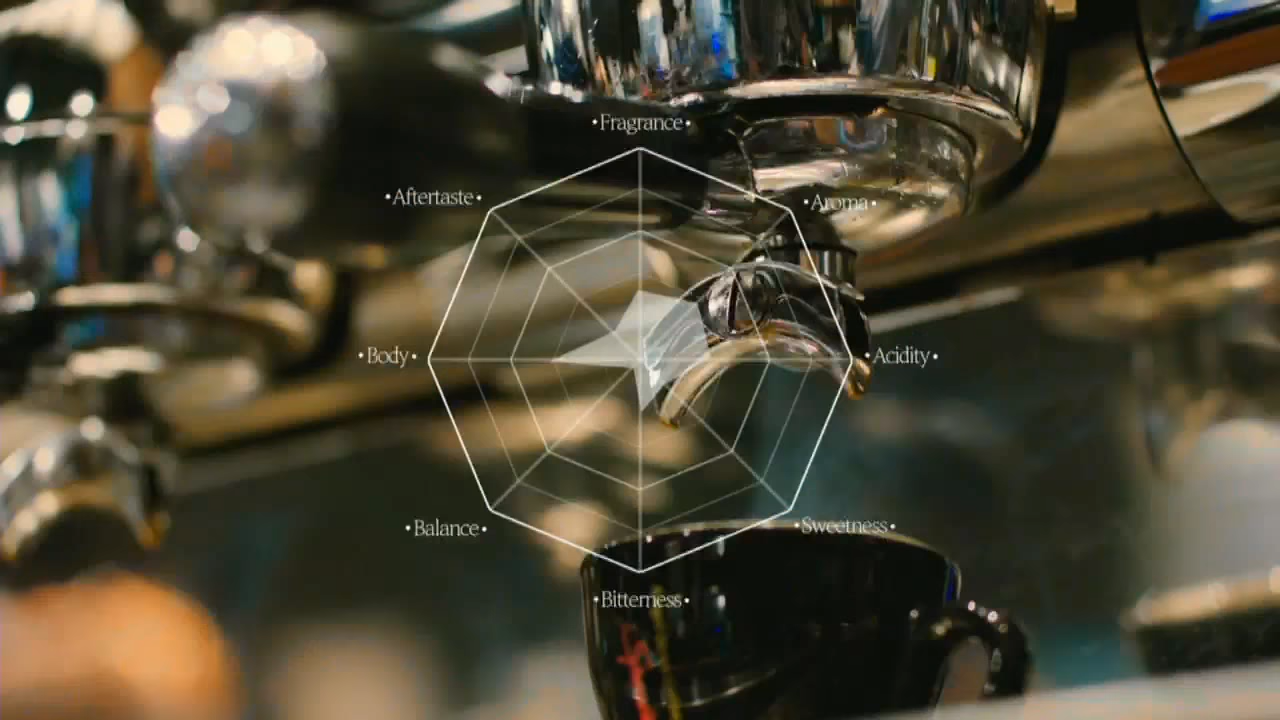 •Fragrance•
•Aftertaste•
•Aroma•
•Body•
•Acidity•
•Balance•
•Sweetness•
•Bitterness•